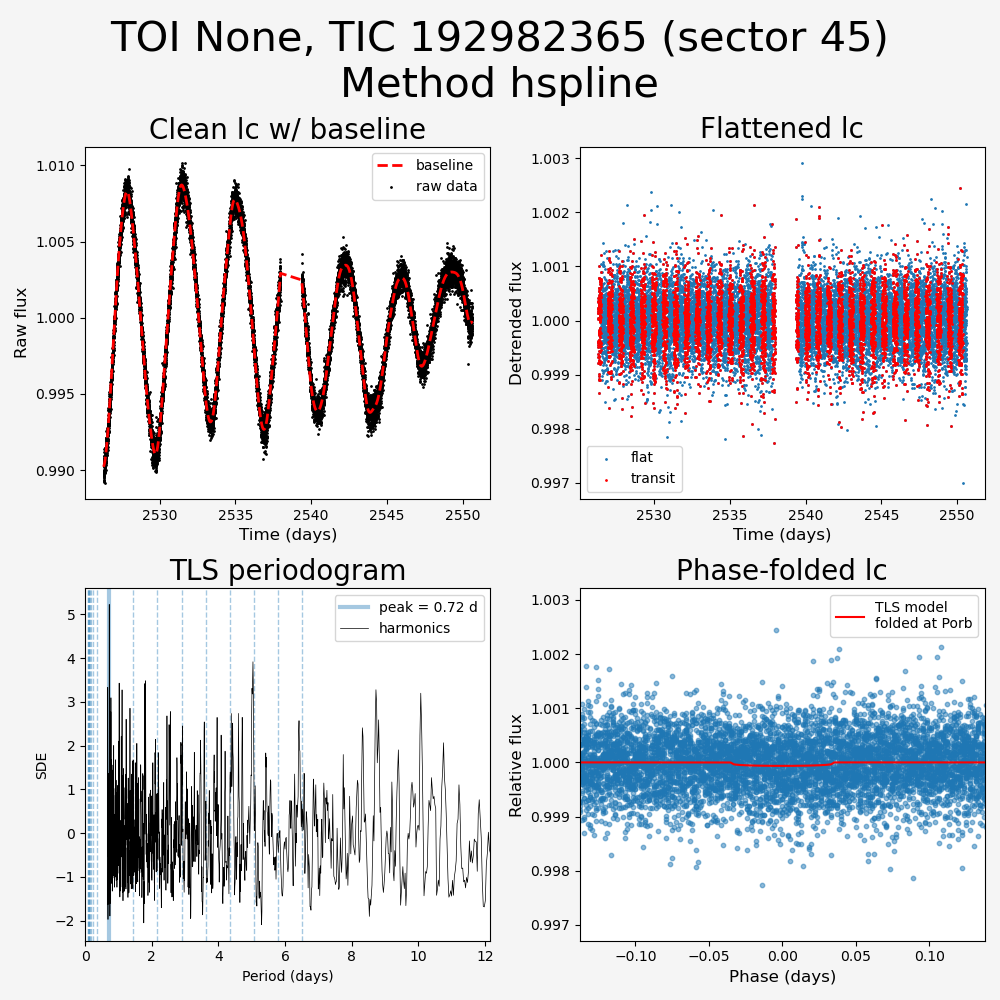 TOI None, TIC 192982365 (sector 45)
Method hspline
Clean lc w/ baseline
Raw flux
1.010
1.005
1.000
0.995
0.990
baseline
raw data
2530 2535 2540 2545 2550
Time (days)
Flattened lc
Detrended flux
1.003
1.002
1.001
1.000
0.999
0.998
0.997
flat
transit
2530 2535 2540 2545 2550
Time (days)
TLS periodogram
SDE
5
4
3
2
1
0
−1
−2
peak = 0.72 d
harmonics
0 2 4 6 8 10 12
Period (days)
Phase-folded lc
Relative flux
1.003
1.002
1.001
1.000
0.999
0.998
0.997
TLS model
folded at Porb
−0.10 −0.05 0.00 0.05 0.10
Phase (days)